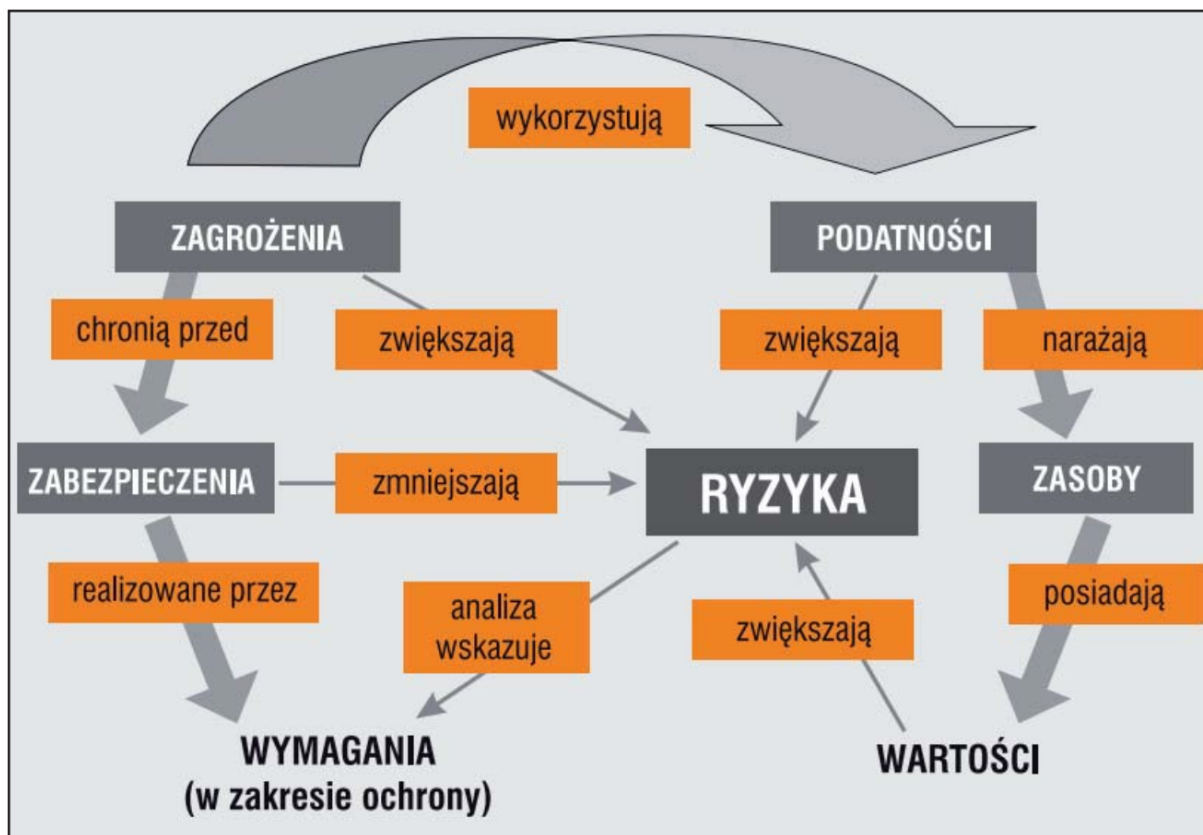 wykorzystują
ZAGROŻENIA
PODATNOŚCI
chronią przed
zwiększają
zwiększają
narażają
ZABEZPIECZENIA
zmniejszają
RYZYKA
ZASOBY
realizowane przez
analiza
wskazuje
zwiększają
posiadają
WYMAGANIA
(w zakresie ochrony)
WARTOŚCI